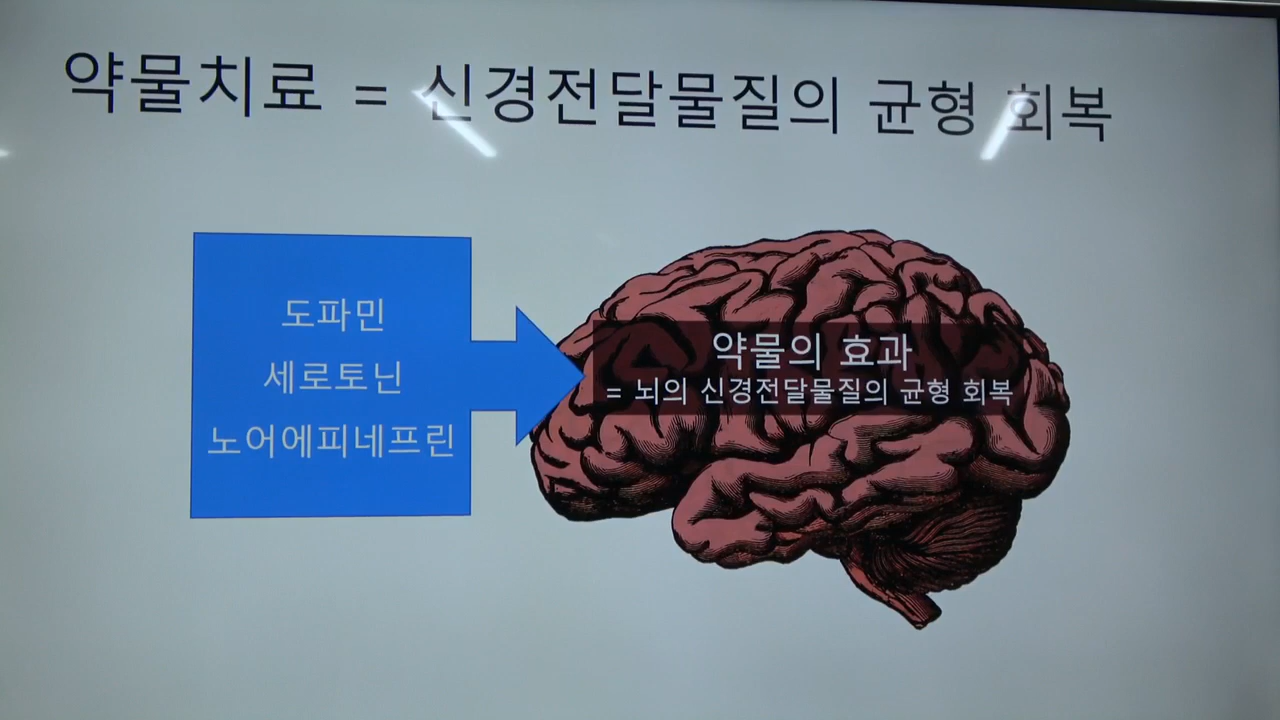 약물치료 = 신경전달물질의 균형 회복
도파민
세로토닌
노어에피네프린
약물의 효과
= 뇌의 신경전달물질의 균형 회복